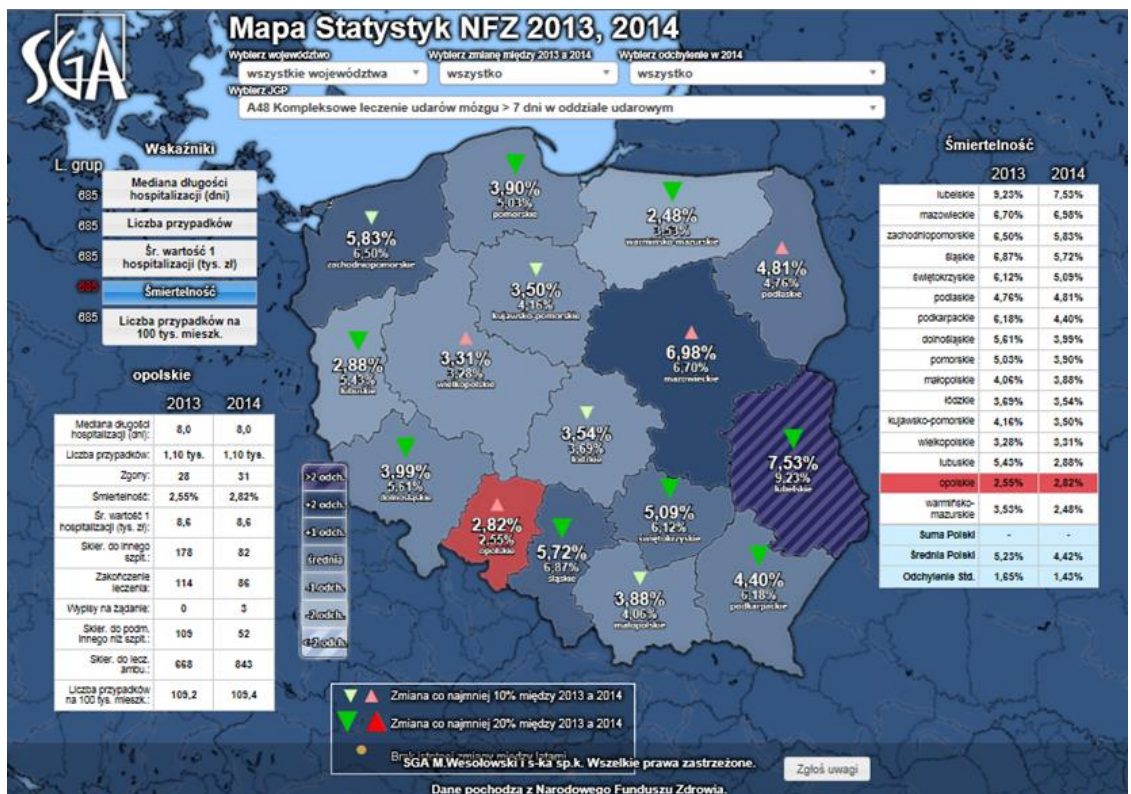 SGA
Mapa Statystyk NFZ 2013, 2014
Wybierz województwo
Wybierz zmianę między 2013 a 2014
Wybierz odchylenie w 2014
wszystkie województwa
wszystko
wszystko
Wybierz JGP
A48 Kompleksowe leczenie udarów mózgu > 7 dni w oddziale udarowym
Wskaźniki
L. grup
685 Mediana długości
hospitalizacji (dni)
685 Liczba przypadków
685 Śr. wartość 1
hospitalizacji (tys. zł)
685 Śmiertelność
685 Liczba przypadków na
100 tys. mieszk.
opolskie
2013 2014
Mediana długości
hospitalizacji (dni): 8,0 8,0
Liczba przypadków: 1,10 tys. 1,10 tys.
Zgony: 28 31
Śmiertelność: 2,55% 2,82%
Śr. wartość 1
hospitalizacji (tys. zł): 8,6 8,6
Skier. do innego
szpit.: 178 82
Zakończenie
leczenia: 114 86
Wypisy na żądanie: 0 3
Skier. do podm.
innego niż szpit.: 109 52
Skier. do lecz.
ambu.: 668 843
Liczba przypadków
na 100 tys. mieszk.: 109,2 109,4
3,90%
5,03%
pomorskie
2,48%
3,53%
warmińsko-mazurskie
5,83%
6,50%
zachodniopomorskie
4,81%
4,76%
podlaskie
3,50%
4,16%
kujawsko-pomorskie
2,88%
5,43%
lubuskie
3,31%
3,28%
wielkopolskie
6,98%
6,70%
mazowieckie
3,54%
3,69%
łódzkie
7,53%
9,23%
lubelskie
3,99%
5,61%
dolnośląskie
2,82%
2,55%
opolskie
5,72%
6,87%
śląskie
5,09%
6,12%
świętokrzyskie
3,88%
4,06%
małopolskie
4,40%
6,18%
podkarpackie
>2 odch.
+2 odch.
+1 odch.
średnia
-1 odch.
-2 odch.
<-2 odch.
Śmiertelność
2013 2014
lubelskie 9,23% 7,53%
mazowieckie 6,70% 6,98%
zachodniopomorskie 6,50% 5,83%
śląskie 6,87% 5,72%
świętokrzyskie 6,12% 5,09%
podlaskie 4,76% 4,81%
podkarpackie 6,18% 4,40%
dolnośląskie 5,61% 3,99%
pomorskie 5,03% 3,90%
małopolskie 4,06% 3,88%
łódzkie 3,69% 3,54%
kujawsko-pomorskie 4,16% 3,50%
wielkopolskie 3,28% 3,31%
lubuskie 5,43% 2,88%
opolskie 2,55% 2,82%
warmińsko-
mazurskie 3,53% 2,48%
Suma Polski - -
Średnia Polski 5,23% 4,42%
Odchylenie Std. 1,65% 1,43%
Zmiana co najmniej 10% między 2013 a 2014
Zmiana co najmniej 20% między 2013 a 2014
Brak istotnej zmiany między latami
SGA M.Wesołowski i s-ka sp.k. Wszelkie prawa zastrzeżone.
Zgłoś uwagi
Dane pochodzą z Narodowego Funduszu Zdrowia.